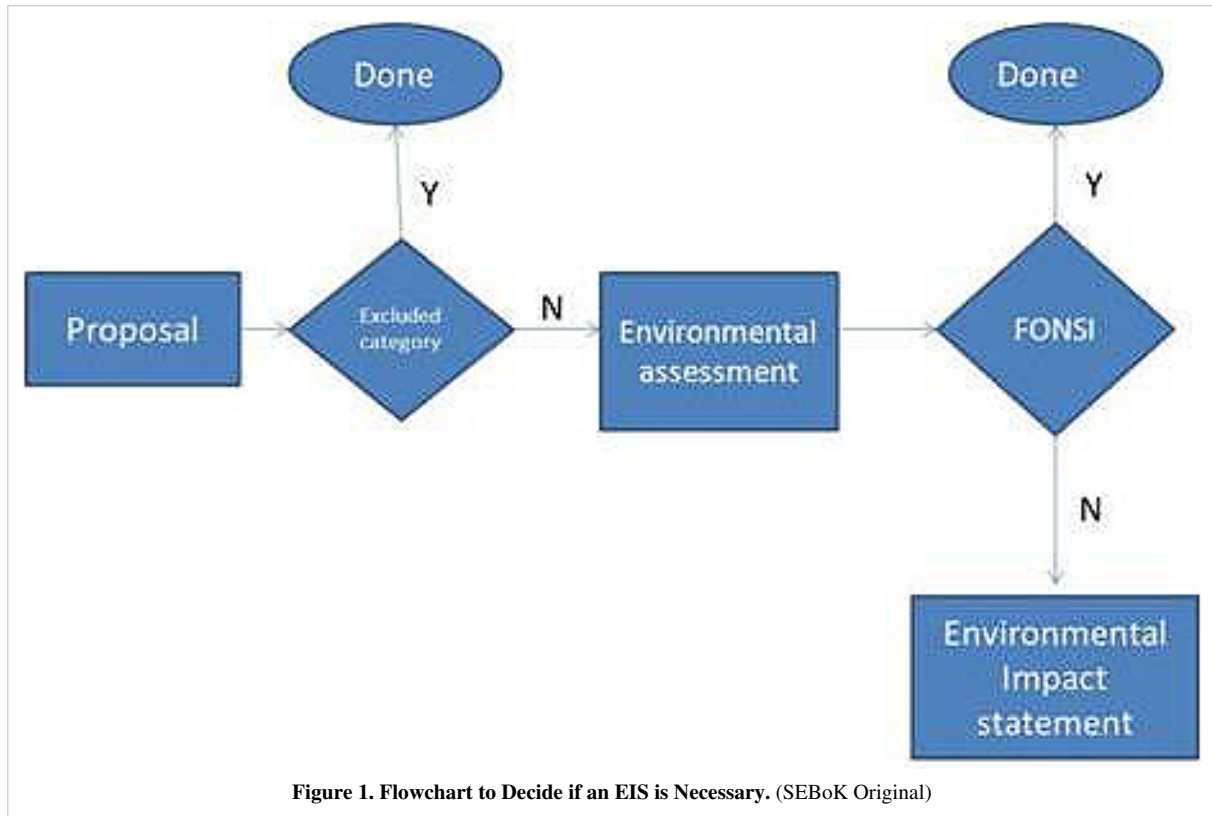 Done
Done
Y
Y
Proposal
Excluded
category
N
Environmental
assessment
FONSI
N
Environmental
Impact
statement
Figure 1. Flowchart to Decide if an EIS is Necessary. (SEBoK Original)